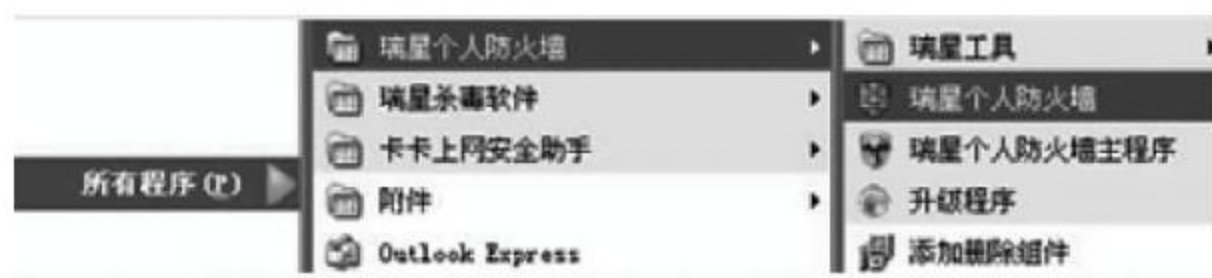 所有程序(P)
瑞星个人防火墙
瑞星杀毒软件
卡卡上网安全助手
附件
Outlook Express
瑞星工具
瑞星个人防火墙
瑞星个人防火墙主程序
升级程序
添加删除组件